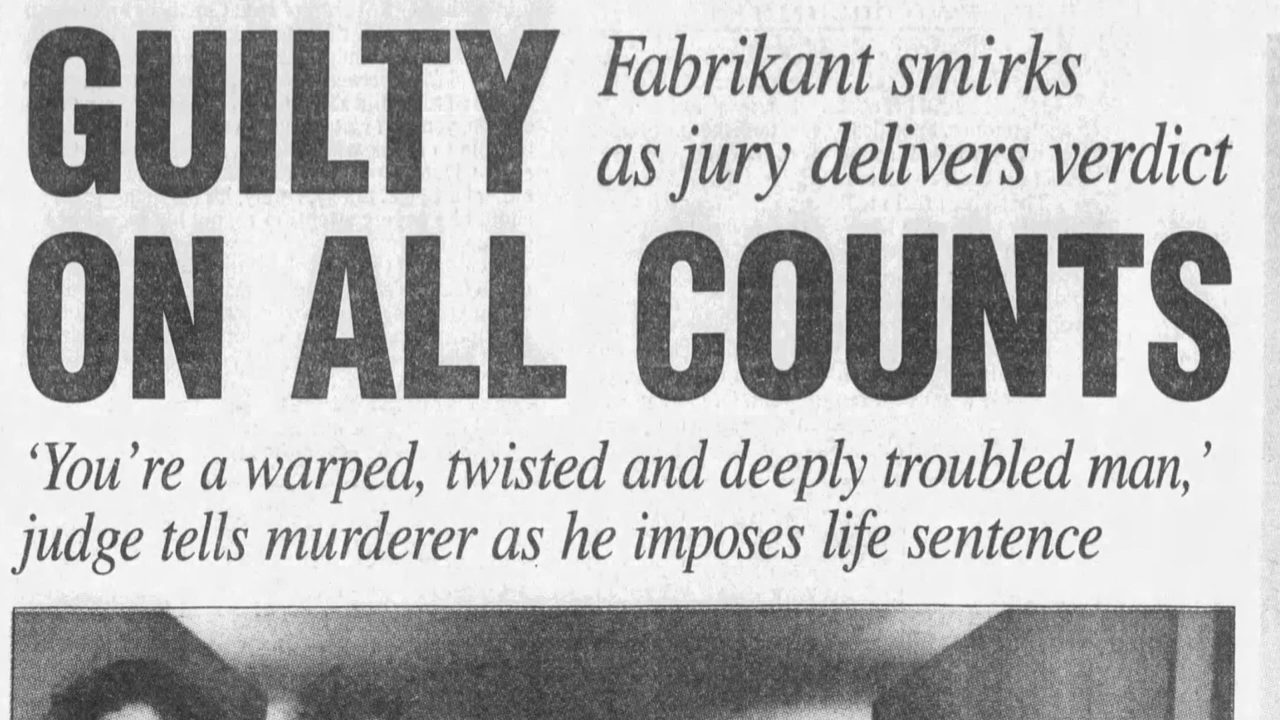 GUILTY
Fabrikant smirks
as jury delivers verdict
ON ALL COUNTS
‘You’re a warped, twisted and deeply troubled man,’
judge tells murderer as he imposes life sentence